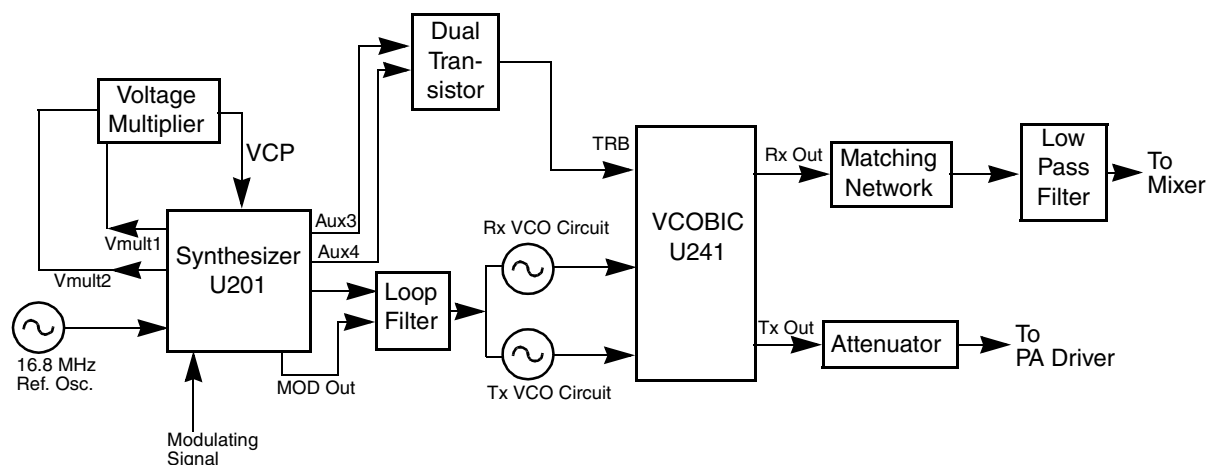 Dual
Tran-
sistor
Voltage
Multiplier
VCP
TRB
Rx Out
Matching
Network
Low
Pass
Filter
To
Mixer
Aux3
Rx VCO Circuit
VCOBIC
U241
Vmult1
Synthesizer
U201
Aux4
Vmult2
Loop
Filter
Tx Out
Attenuator
To
PA Driver
16.8 MHz
Ref. Osc.
MOD Out
Tx VCO Circuit
Modulating
Signal